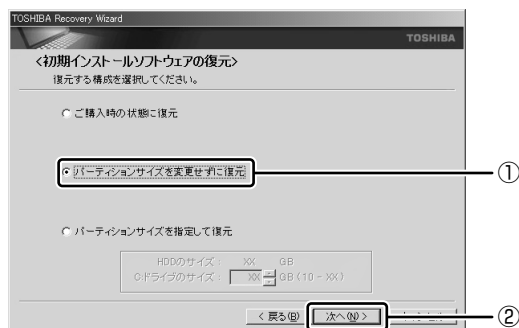 TOSHIBA Recovery Wizard
TOSHIBA
<初期インストールソフトウェアの復元>
復元する構成を選択してください。
ご購入時の状態に復元
パーティションサイズを変更せずに復元
①
パーティションサイズを指定して復元
HDDのサイズ： XX GB
C:ドライブのサイズ： XX GB (10 - XX)
< 戻る(B) 次へ(N) >
②